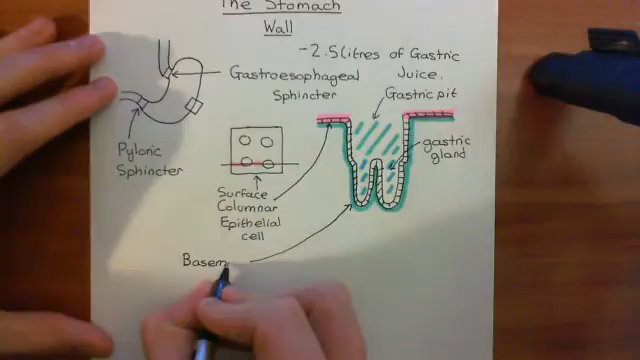 The Stomach
Wall
-2.5 litres of Gastric
Juice.
Gastroesophageal
Sphincter
Gastric pit
Pyloric
Sphincter
gastric
gland
Surface
Columnar
Epithelial
cell
Basem